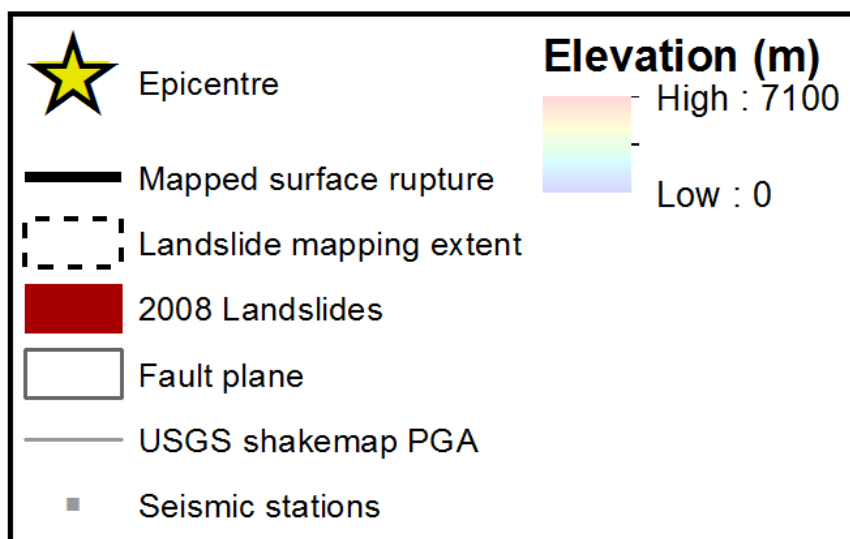 Epicentre
Mapped surface rupture
Landslide mapping extent
2008 Landslides
Fault plane
USGS shakemap PGA
Seismic stations
Elevation (m)
High : 7100
Low : 0